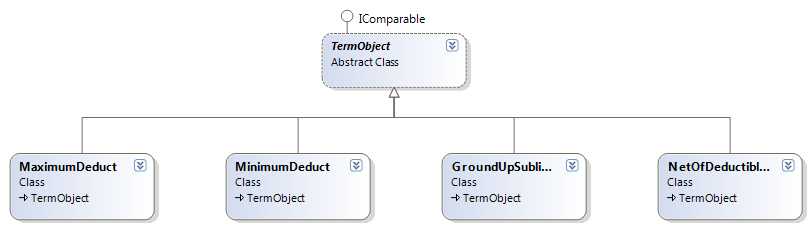 IComparable
TermObject
Abstract Class
MaximumDeduct
Class
TermObject
MinimumDeduct
Class
TermObject
GroundUpSubli...
Class
TermObject
NetOfDeductibl...
Class
TermObject